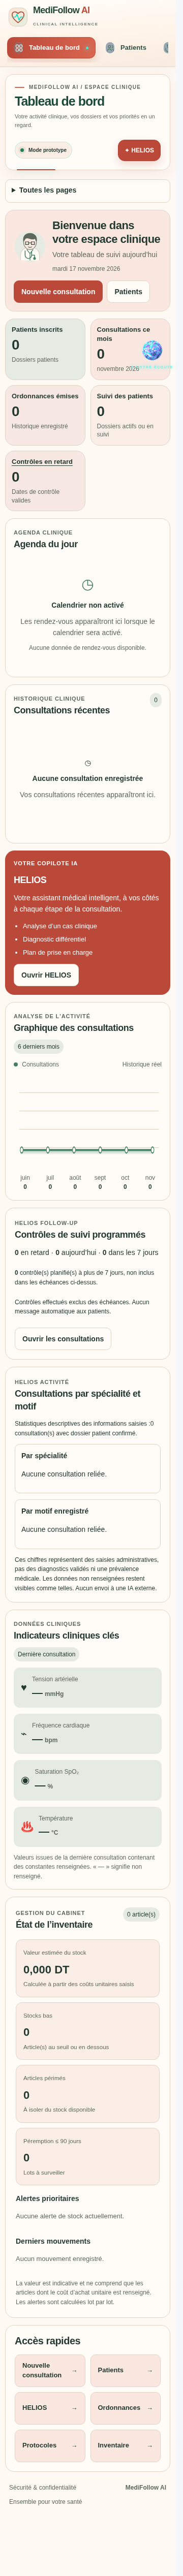 MediFollow AI
CLINICAL INTELLIGENCE
Tableau de bord
Patients
MEDIFOLLOW AI / ESPACE CLINIQUE
Tableau de bord
Votre activité clinique, vos dossiers et vos priorités en un
regard.
Mode prototype
✦ HELIOS
Toutes les pages
Bienvenue dans
votre espace clinique
Votre tableau de suivi aujourd'hui
mardi 17 novembre 2026
Nouvelle consultation
Patients
Patients inscrits
0
Dossiers patients
Consultations ce
mois
0
novembre 2026
Ordonnances émises
0
Historique enregistré
Suivi des patients
0
Dossiers actifs ou en
suivi
Contrôles en retard
0
Dates de contrôle
valides
AGENDA CLINIQUE
Agenda du jour
Calendrier non activé
Les rendez-vous apparaîtront ici lorsque le
calendrier sera activé.
Aucune donnée de rendez-vous disponible.
HISTORIQUE CLINIQUE
Consultations récentes
0
Aucune consultation enregistrée
Vos consultations récentes apparaîtront ici.
VOTRE COPILOTE IA
HELIOS
Votre assistant médical intelligent, à vos côtés
à chaque étape de la consultation.
• Analyse d'un cas clinique
• Diagnostic différentiel
• Plan de prise en charge
Ouvrir HELIOS
ANALYSE DE L'ACTIVITÉ
Graphique des consultations
6 derniers mois
Consultations
Historique réel
juin juil août sept oct nov
0 0 0 0 0 0
HELIOS FOLLOW-UP
Contrôles de suivi programmés
0 en retard · 0 aujourd'hui · 0 dans les 7 jours
0 contrôle(s) planifié(s) à plus de 7 jours, non inclus
dans les échéances ci-dessus.
Contrôles effectués exclus des échéances. Aucun
message automatique aux patients.
Ouvrir les consultations
HELIOS ACTIVITÉ
Consultations par spécialité et
motif
Statistiques descriptives des informations saisies :0
consultation(s) avec dossier patient confirmé.
Par spécialité
Aucune consultation reliée.
Par motif enregistré
Aucune consultation reliée.
Ces chiffres représentent des saisies administratives,
pas des diagnostics validés ni une prévalence
médicale. Les données non renseignées restent
visibles comme telles. Aucun envoi à une IA externe.
DONNÉES CLINIQUES
Indicateurs cliniques clés
Dernière consultation
Tension artérielle
— mmHg
Fréquence cardiaque
— bpm
Saturation SpO₂
— %
Température
— °C
Valeurs issues de la dernière consultation contenant
des constantes renseignées. « — » signifie non
renseigné.
GESTION DU CABINET
État de l'inventaire
0 article(s)
Valeur estimée du stock
0,000 DT
Calculée à partir des coûts unitaires saisis
Stocks bas
0
Article(s) au seuil ou en dessous
Articles périmés
0
À isoler du stock disponible
Péremption ≤ 90 jours
0
Lots à surveiller
Alertes prioritaires
Aucune alerte de stock actuellement.
Derniers mouvements
Aucun mouvement enregistré.
La valeur est indicative et ne comprend que les
articles dont le coût d'achat unitaire est renseigné.
Les alertes sont calculées lot par lot.
Accès rapides
Nouvelle
consultation →
Patients →
HELIOS →
Ordonnances →
Protocoles →
Inventaire →
Sécurité & confidentialité
MediFollow AI
Ensemble pour votre santé